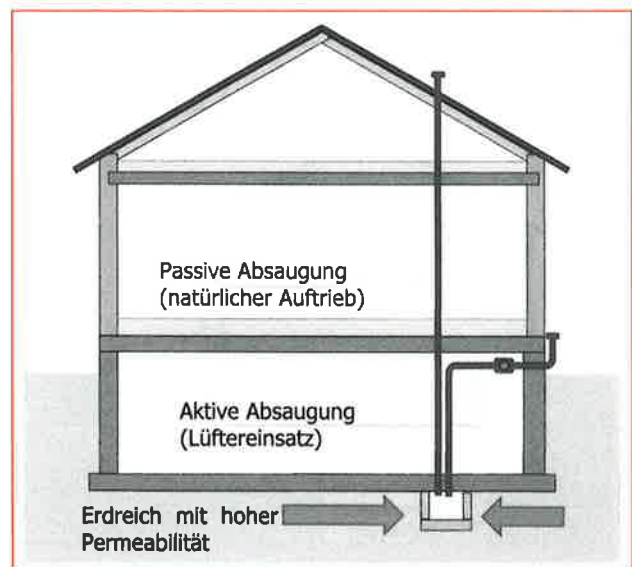 Passive Absaugung
(natürlicher Auftrieb)
Aktive Absaugung
(Lüftereinsatz)
Erdreich mit hoher
Permeabilität